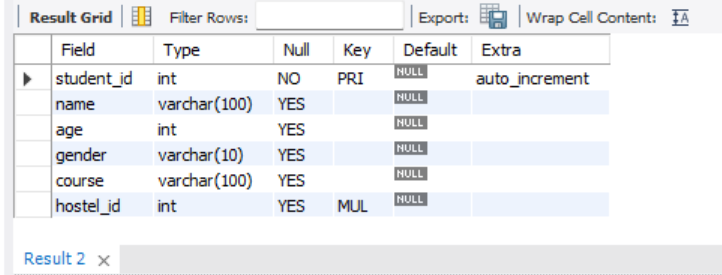 Result Grid Filter Rows: Export: Wrap Cell Content: IA
Field Type Null Key Default Extra
student_id int NO PRI NULL auto_increment
name varchar(100) YES NULL
age int YES NULL
gender varchar(10) YES NULL
course varchar(100) YES NULL
hostel_id int YES MUL NULL
Result 2 ×